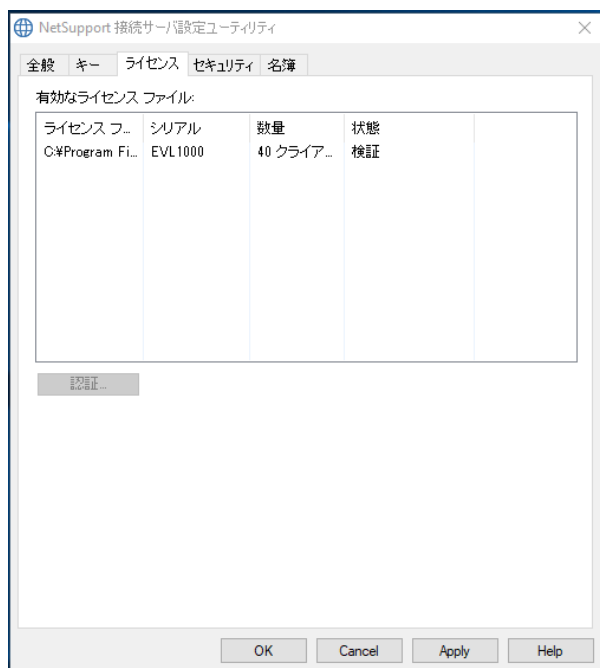 NetSupport 接続サーバ設定ユーティリティ
全般 キー ライセンス セキュリティ 名簿
有効なライセンス ファイル:
ライセンス フ... シリアル 数量 状態
C:¥Program Fi... EVL1000 40 クライア... 検証
認証...
OK Cancel Apply Help